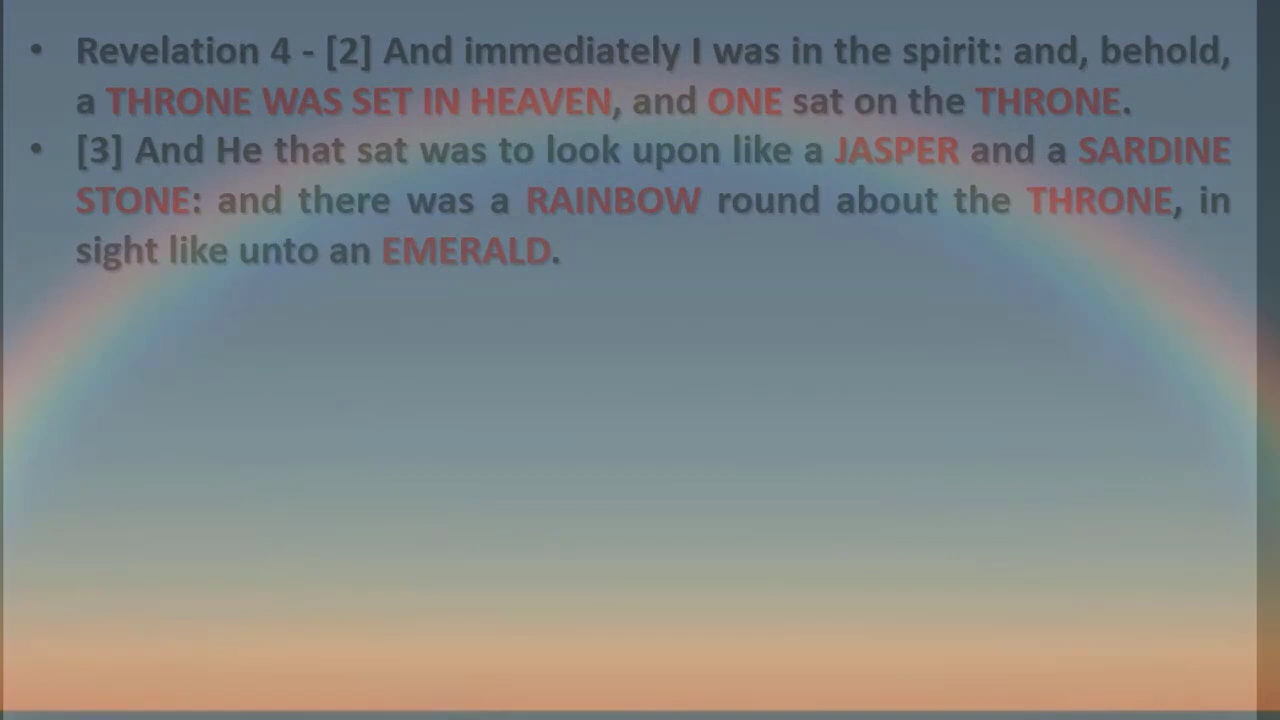 • Revelation 4 - [2] And immediately I was in the spirit: and, behold,
a THRONE WAS SET IN HEAVEN, and ONE sat on the THRONE.
• [3] And He that sat was to look upon like a JASPER and a SARDINE
STONE: and there was a RAINBOW round about the THRONE, in
sight like unto an EMERALD.